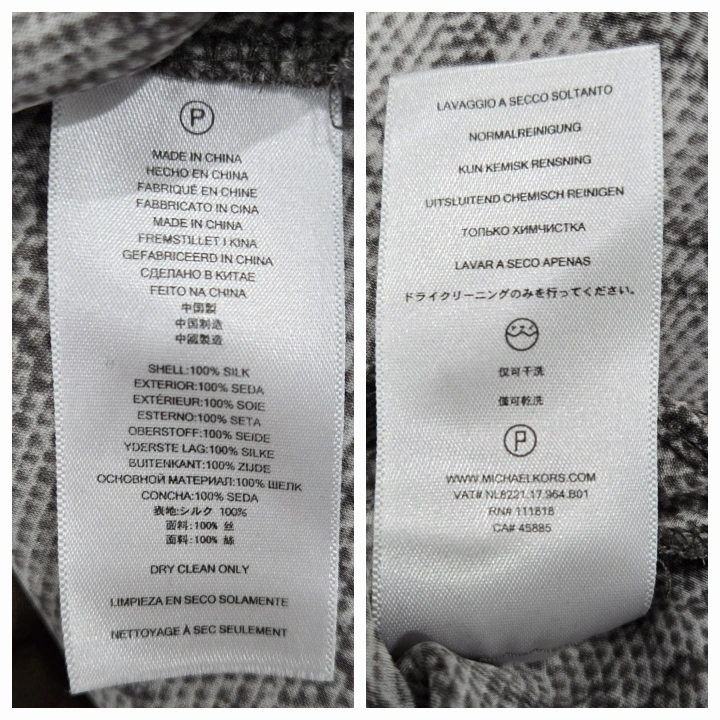 P
MADE IN CHINA
HECHO EN CHINA
FABRIQUÉ EN CHINE
FABBRICATO IN CINA
MADE IN CHINA
FREMSTILLET I KINA
GEFABRICEERD IN CHINA
СДЕЛАНО В КИТАЕ
FEITO NA CHINA
中国製
中国制造
中國製造
SHELL:100% SILK
EXTERIOR:100% SEDA
EXTÉRIEUR:100% SOIE
ESTERNO:100% SETA
OBERSTOFF:100% SEIDE
YDERSTE LAG:100% SILKE
BUITENKANT:100% ZIJDE
ОСНОВНОЙ МАТЕРИАЛ:100% ШЕЛК
CONCHA:100% SEDA
表地:シルク 100%
面料:100% 丝
面料:100% 絲
DRY CLEAN ONLY
LIMPIEZA EN SECO SOLAMENTE
NETTOYAGE À SEC SEULEMENT
LAVAGGIO A SECCO SOLTANTO
NORMALREINIGUNG
KUN KEMISK RENSNING
UITSLUITEND CHEMISCH REINIGEN
ТОЛЬКО ХИМЧИСТКА
LAVAR A SECO APENAS
ドライクリーニングのみを行ってください。
仅可干洗
僅可乾洗
P
WWW.MICHAELKORS.COM
VAT# NL8221.17.964.B01
RN# 111818
CA# 45885